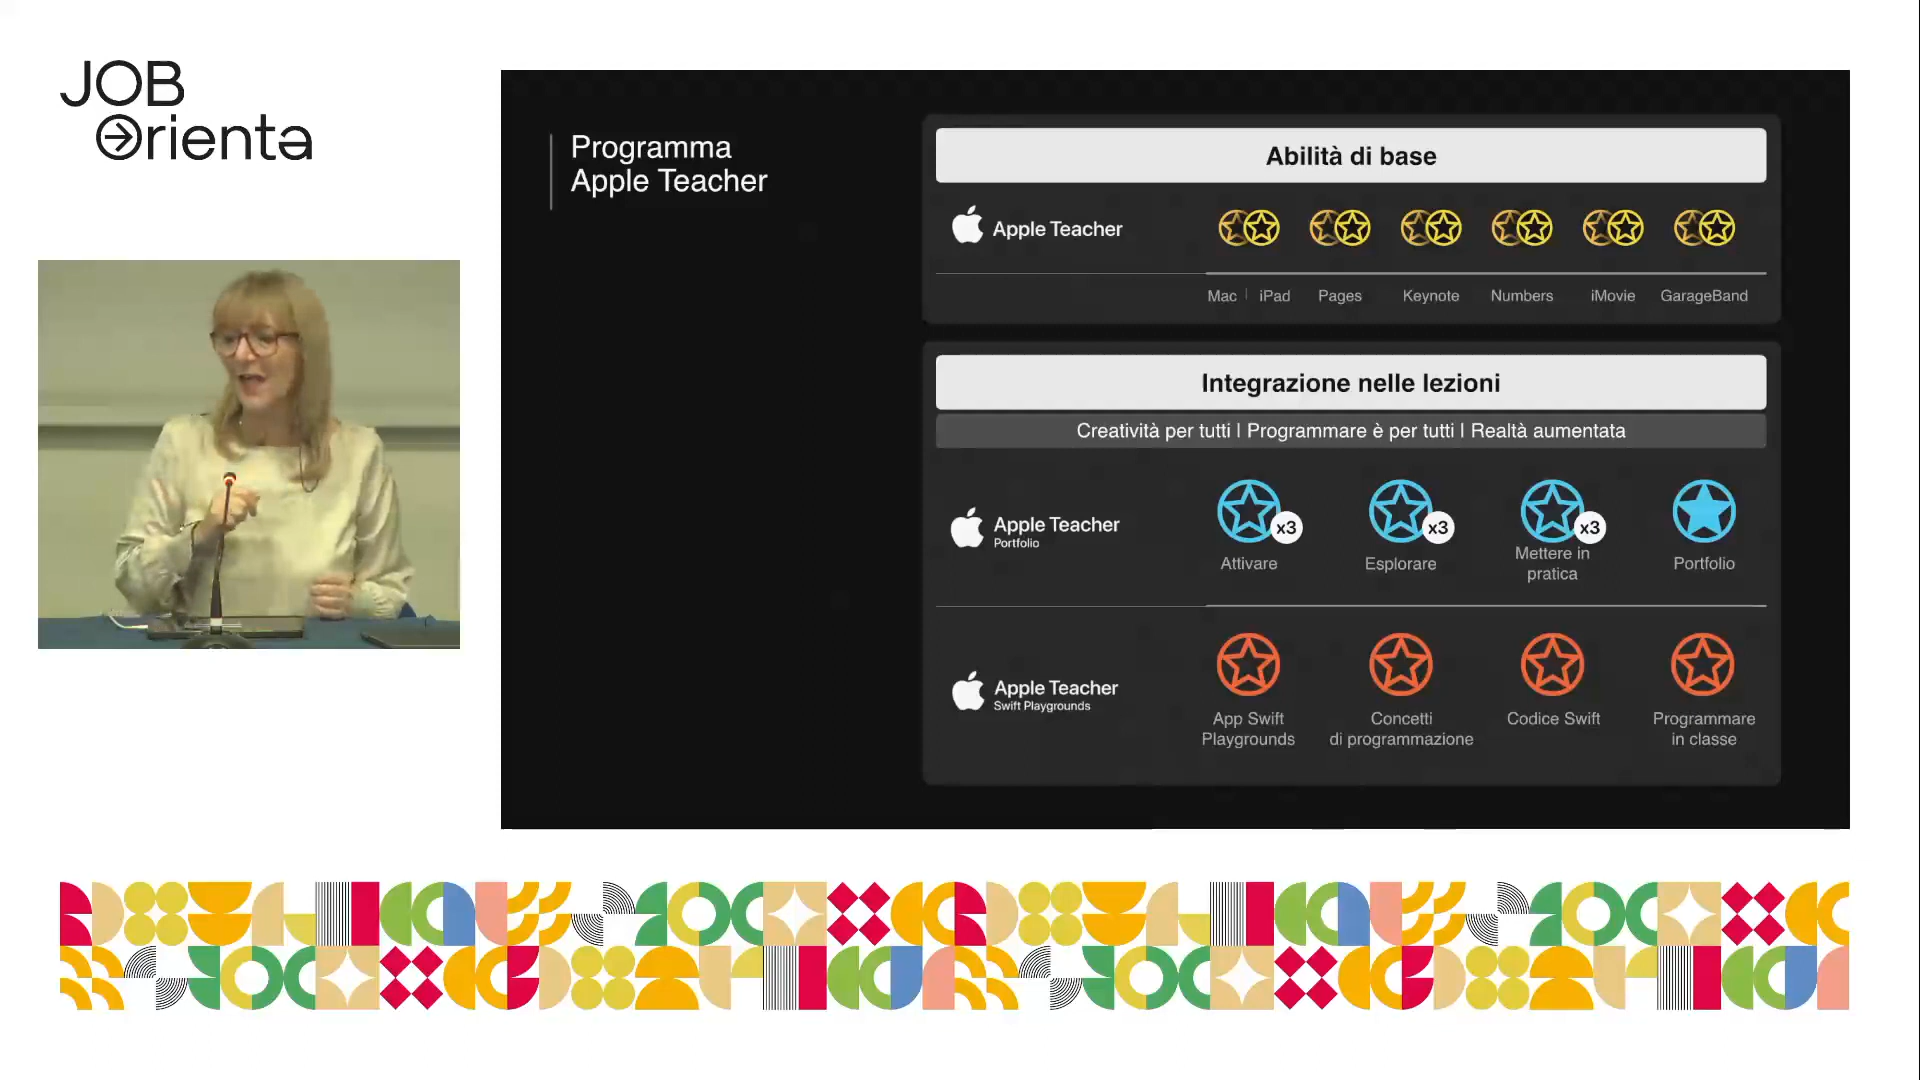 JOB
Orienta
Programma
Apple Teacher
Abilità di base
Apple Teacher
Mac | iPad Pages Keynote Numbers iMovie GarageBand
Integrazione nelle lezioni
Creatività per tutti | Programmare è per tutti | Realtà aumentata
Apple Teacher
Portfolio
x3 x3 x3
Attivare Esplorare Mettere in
pratica Portfolio
Apple Teacher
Swift Playgrounds
App Swift
Playgrounds
Concetti
di programmazione
Codice Swift
Programmare
in classe